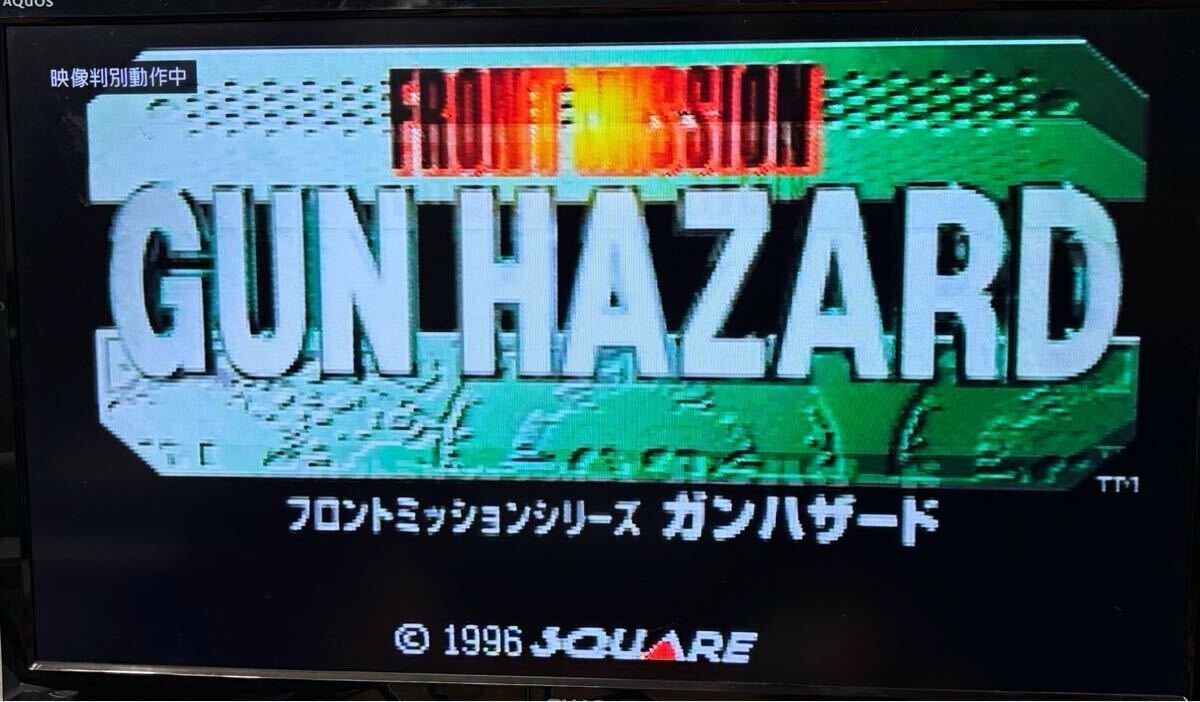 AQUOS
映像判別動作中
FRONT MISSION
GUN HAZARD
TM
フロントミッションシリーズ ガンハザード
© 1996 SQUARE